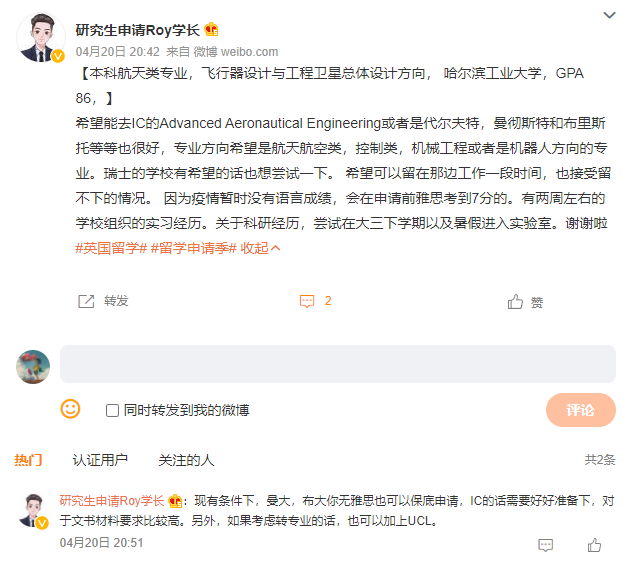 研究生申请Roy学长
04月20日 20:42 来自 微博 weibo.com
【本科航天类专业，飞行器设计与工程卫星总体设计方向， 哈尔滨工业大学，GPA
86，】
希望能去IC的Advanced Aeronautical Engineering或者是代尔夫特，曼彻斯特和布里斯
托等等也很好，专业方向希望是航天航空类，控制类，机械工程或者是机器人方向的专
业。瑞士的学校有希望的话也想尝试一下。 希望可以留在那边工作一段时间，也接受留
不下的情况。 因为疫情暂时没有语言成绩，会在申请前雅思考到7分的。有两周左右的
学校组织的实习经历。关于科研经历，尝试在大三下学期以及暑假进入实验室。谢谢啦
#英国留学# #留学申请季# 收起
转发
2
赞
同时转发到我的微博
评论
热门 认证用户 关注的人 共2条
研究生申请Roy学长：现有条件下，曼大，布大你无雅思也可以保底申请，IC的话需要好好准备下，对
于文书材料要求比较高。另外，如果考虑转专业的话，也可以加上UCL。
04月20日 20:51